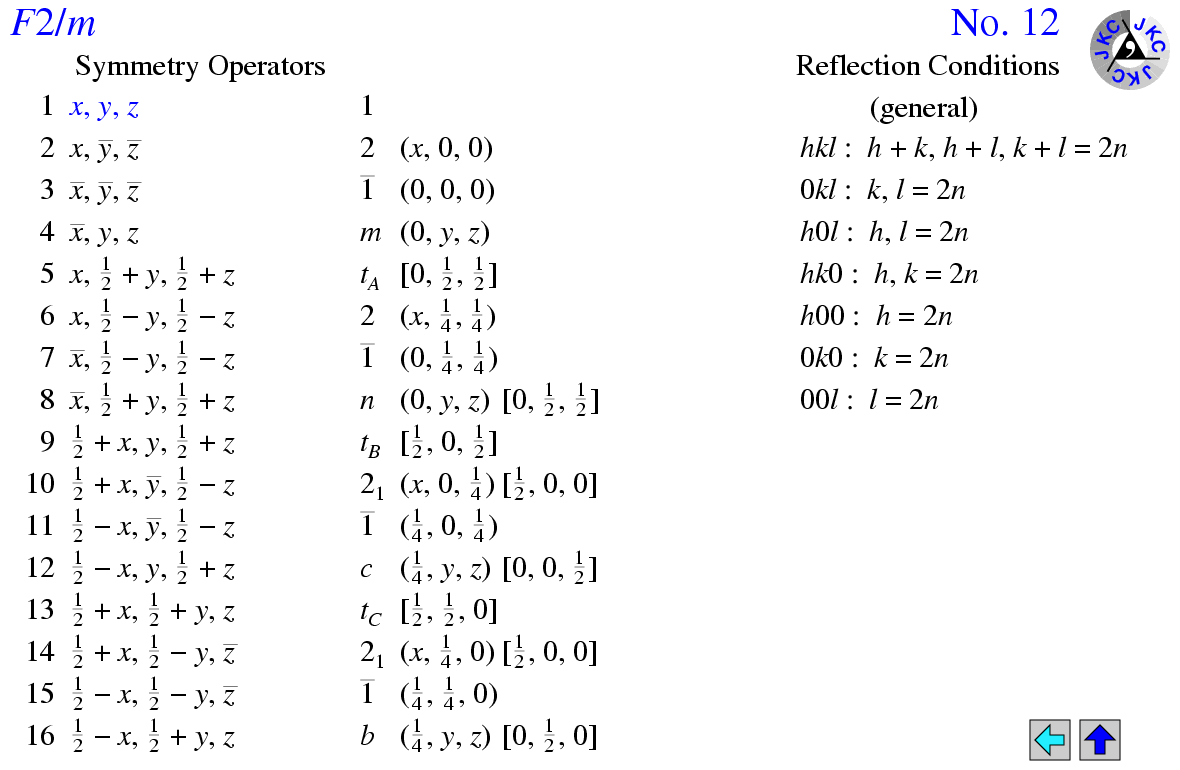 F2/m No. 12
JKC JKC JKC
Symmetry Operators Reflection Conditions
1 x, y, z 1 (general)
2 x, y̅, z̅ 2 (x, 0, 0) hkl : h + k, h + l, k + l = 2n
3 x̅, y̅, z̅ 1̅ (0, 0, 0) 0kl : k, l = 2n
4 x̅, y, z m (0, y, z) h0l : h, l = 2n
5 x, 1/2 + y, 1/2 + z t_A [0, 1/2, 1/2] hk0 : h, k = 2n
6 x, 1/2 − y, 1/2 − z 2 (x, 1/4, 1/4) h00 : h = 2n
7 x̅, 1/2 − y, 1/2 − z 1̅ (0, 1/4, 1/4) 0k0 : k = 2n
8 x̅, 1/2 + y, 1/2 + z n (0, y, z) [0, 1/2, 1/2] 00l : l = 2n
9 1/2 + x, y, 1/2 + z t_B [1/2, 0, 1/2]
10 1/2 + x, y̅, 1/2 − z 2₁ (x, 0, 1/4) [1/2, 0, 0]
11 1/2 − x, y̅, 1/2 − z 1̅ (1/4, 0, 1/4)
12 1/2 − x, y, 1/2 + z c (1/4, y, z) [0, 0, 1/2]
13 1/2 + x, 1/2 + y, z t_C [1/2, 1/2, 0]
14 1/2 + x, 1/2 − y, z̅ 2₁ (x, 1/4, 0) [1/2, 0, 0]
15 1/2 − x, 1/2 − y, z̅ 1̅ (1/4, 1/4, 0)
16 1/2 − x, 1/2 + y, z b (1/4, y, z) [0, 1/2, 0]